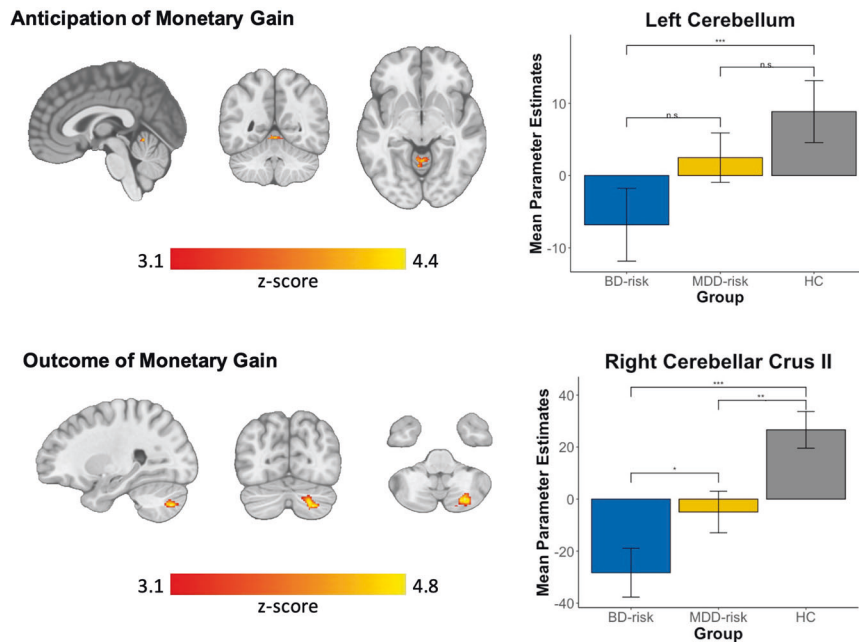 Anticipation of Monetary Gain
3.1
4.4
z-score
Left Cerebellum
***
n.s.
n.s.
Mean Parameter Estimates
10
0
-10
BD-risk MDD-risk HC
Group
Outcome of Monetary Gain
3.1
4.8
z-score
Right Cerebellar Crus II
***
**
*
Mean Parameter Estimates
40
20
0
-20
-40
BD-risk MDD-risk HC
Group